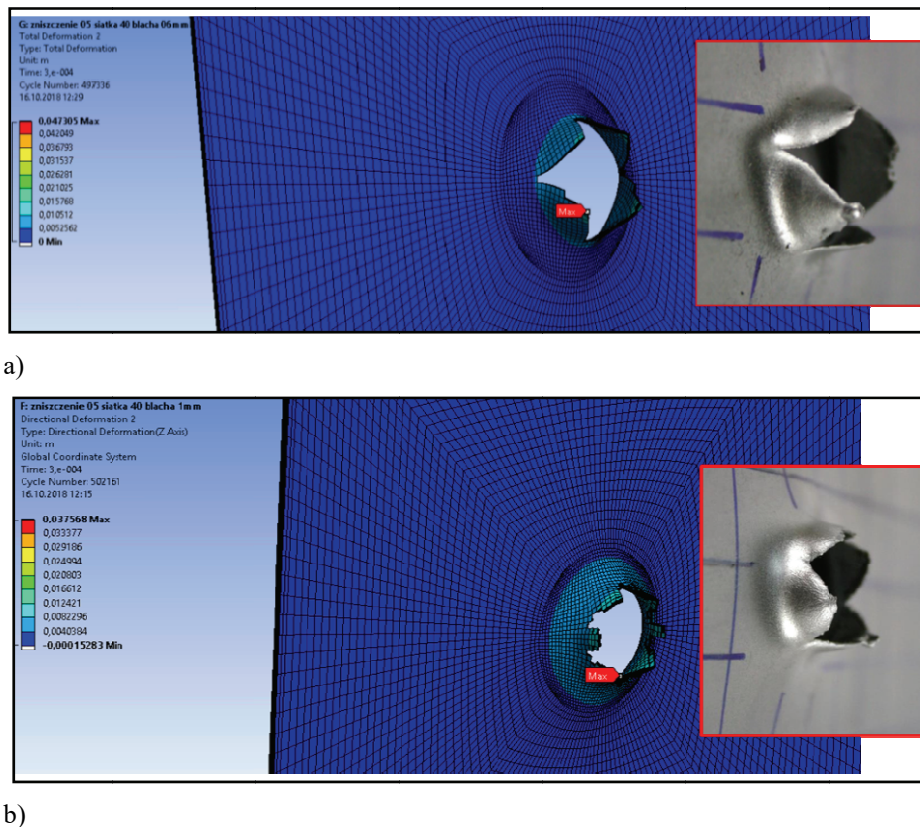 G: zniszczenie 05 siatka 40 blacha 06mm
Total Deformation 2
Type: Total Deformation
Unit: m
Time: 3,e-004
Cycle Number: 497336
16.10.2018 12:29
0,047305 Max
0,042049
0,036793
0,031537
0,026281
0,021025
0,015768
0,010512
0,0052562
0 Min
Max
a)
F: zniszczenie 05 siatka 40 blacha 1mm
Directional Deformation 2
Type: Directional Deformation(Z Axis)
Unit: m
Global Coordinate System
Time: 3,e-004
Cycle Number: 502161
16.10.2018 12:15
0,037568 Max
0,033377
0,029186
0,024994
0,020803
0,016612
0,012421
0,0082296
0,0040384
-0,00015283 Min
Max
b)